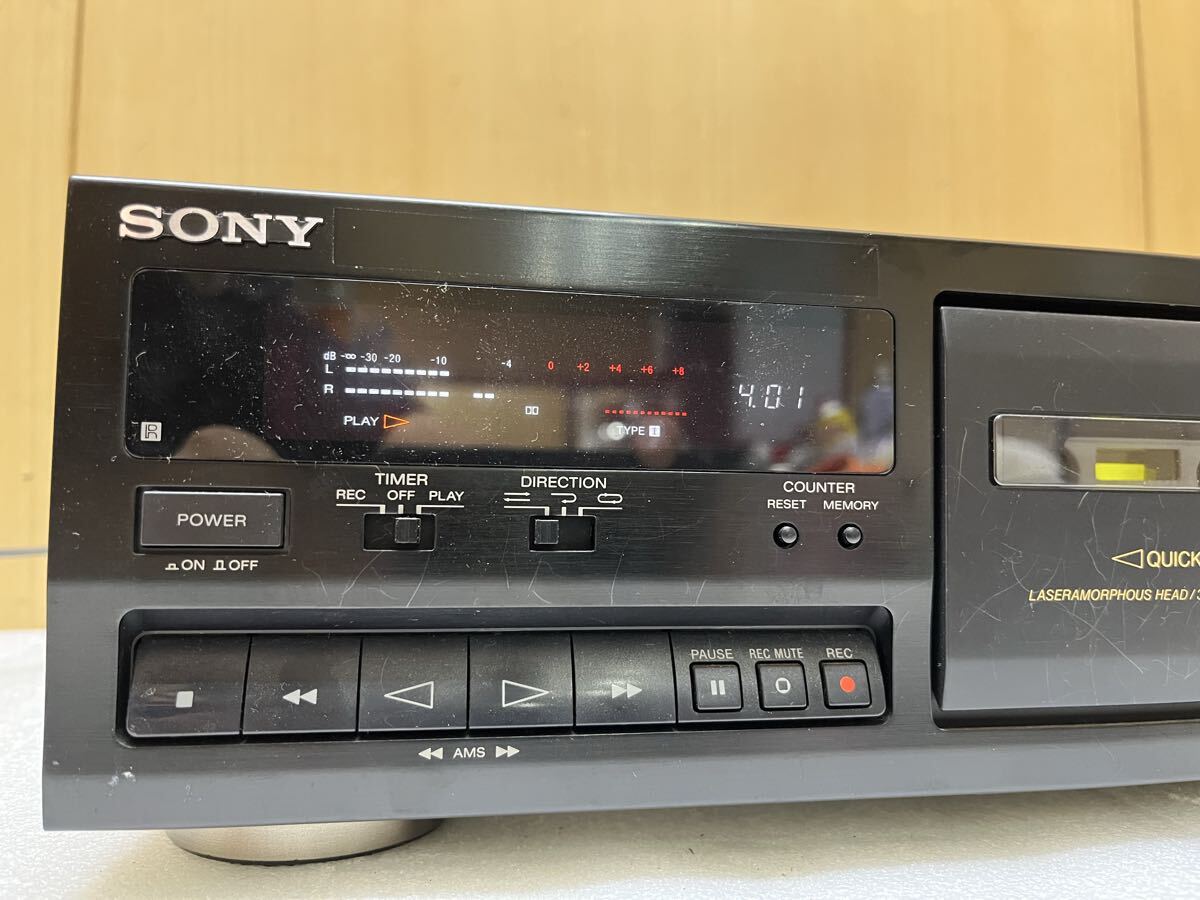 SONY
dB -∞ -30 -20 -10 -4 0 +2 +4 +6 +8
L
R
PLAY
TYPE I
4.01
R
POWER
ON OFF
TIMER
REC OFF PLAY
DIRECTION
COUNTER
RESET MEMORY
PAUSE REC MUTE REC
AMS
QUICK
LASERAMORPHOUS HEAD/3